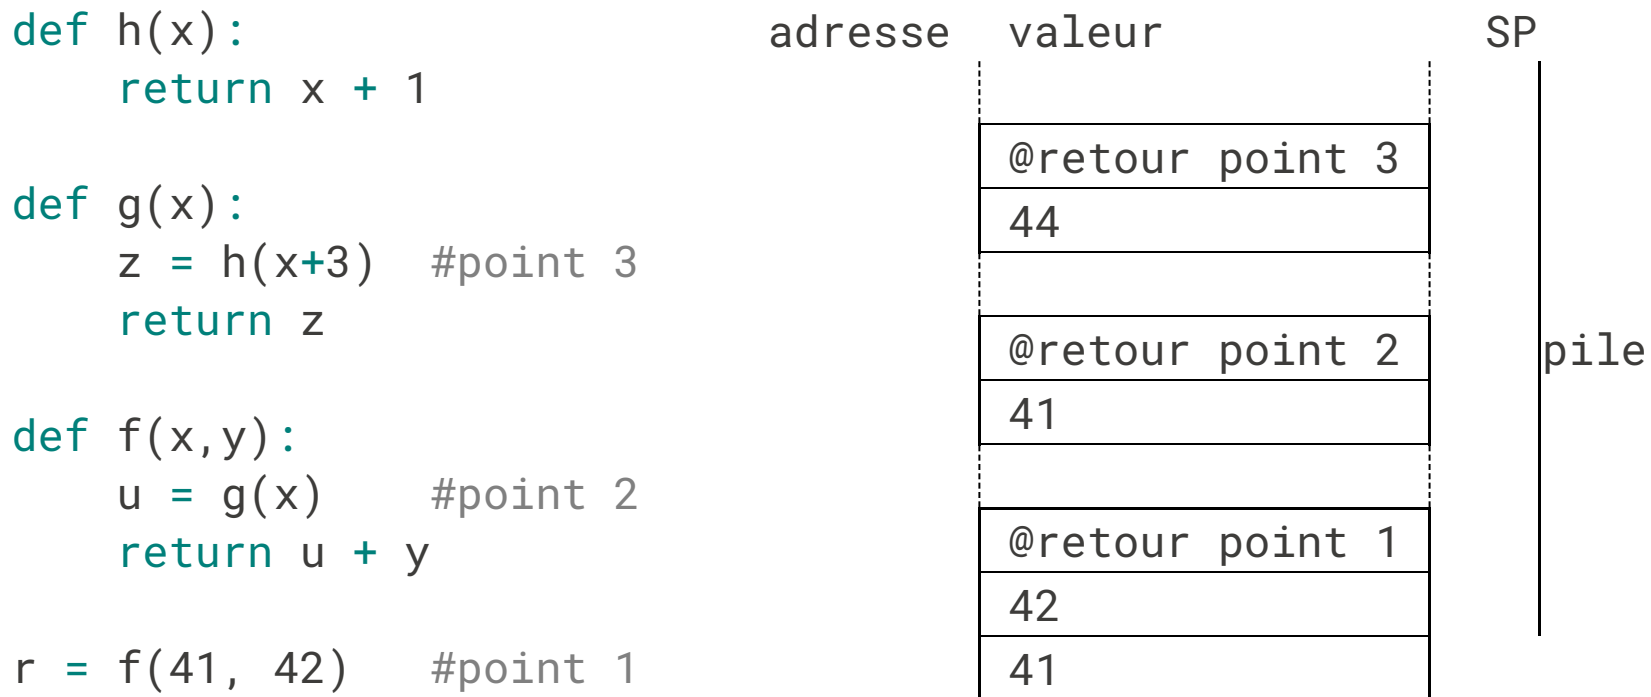 def h(x):
    return x + 1
def g(x):
    z = h(x+3)  #point 3
    return z
def f(x,y):
    u = g(x)    #point 2
    return u + y
r = f(41, 42)   #point 1
adresse valeur SP
@retour point 3
44
@retour point 2
41
@retour point 1
42
41
pile